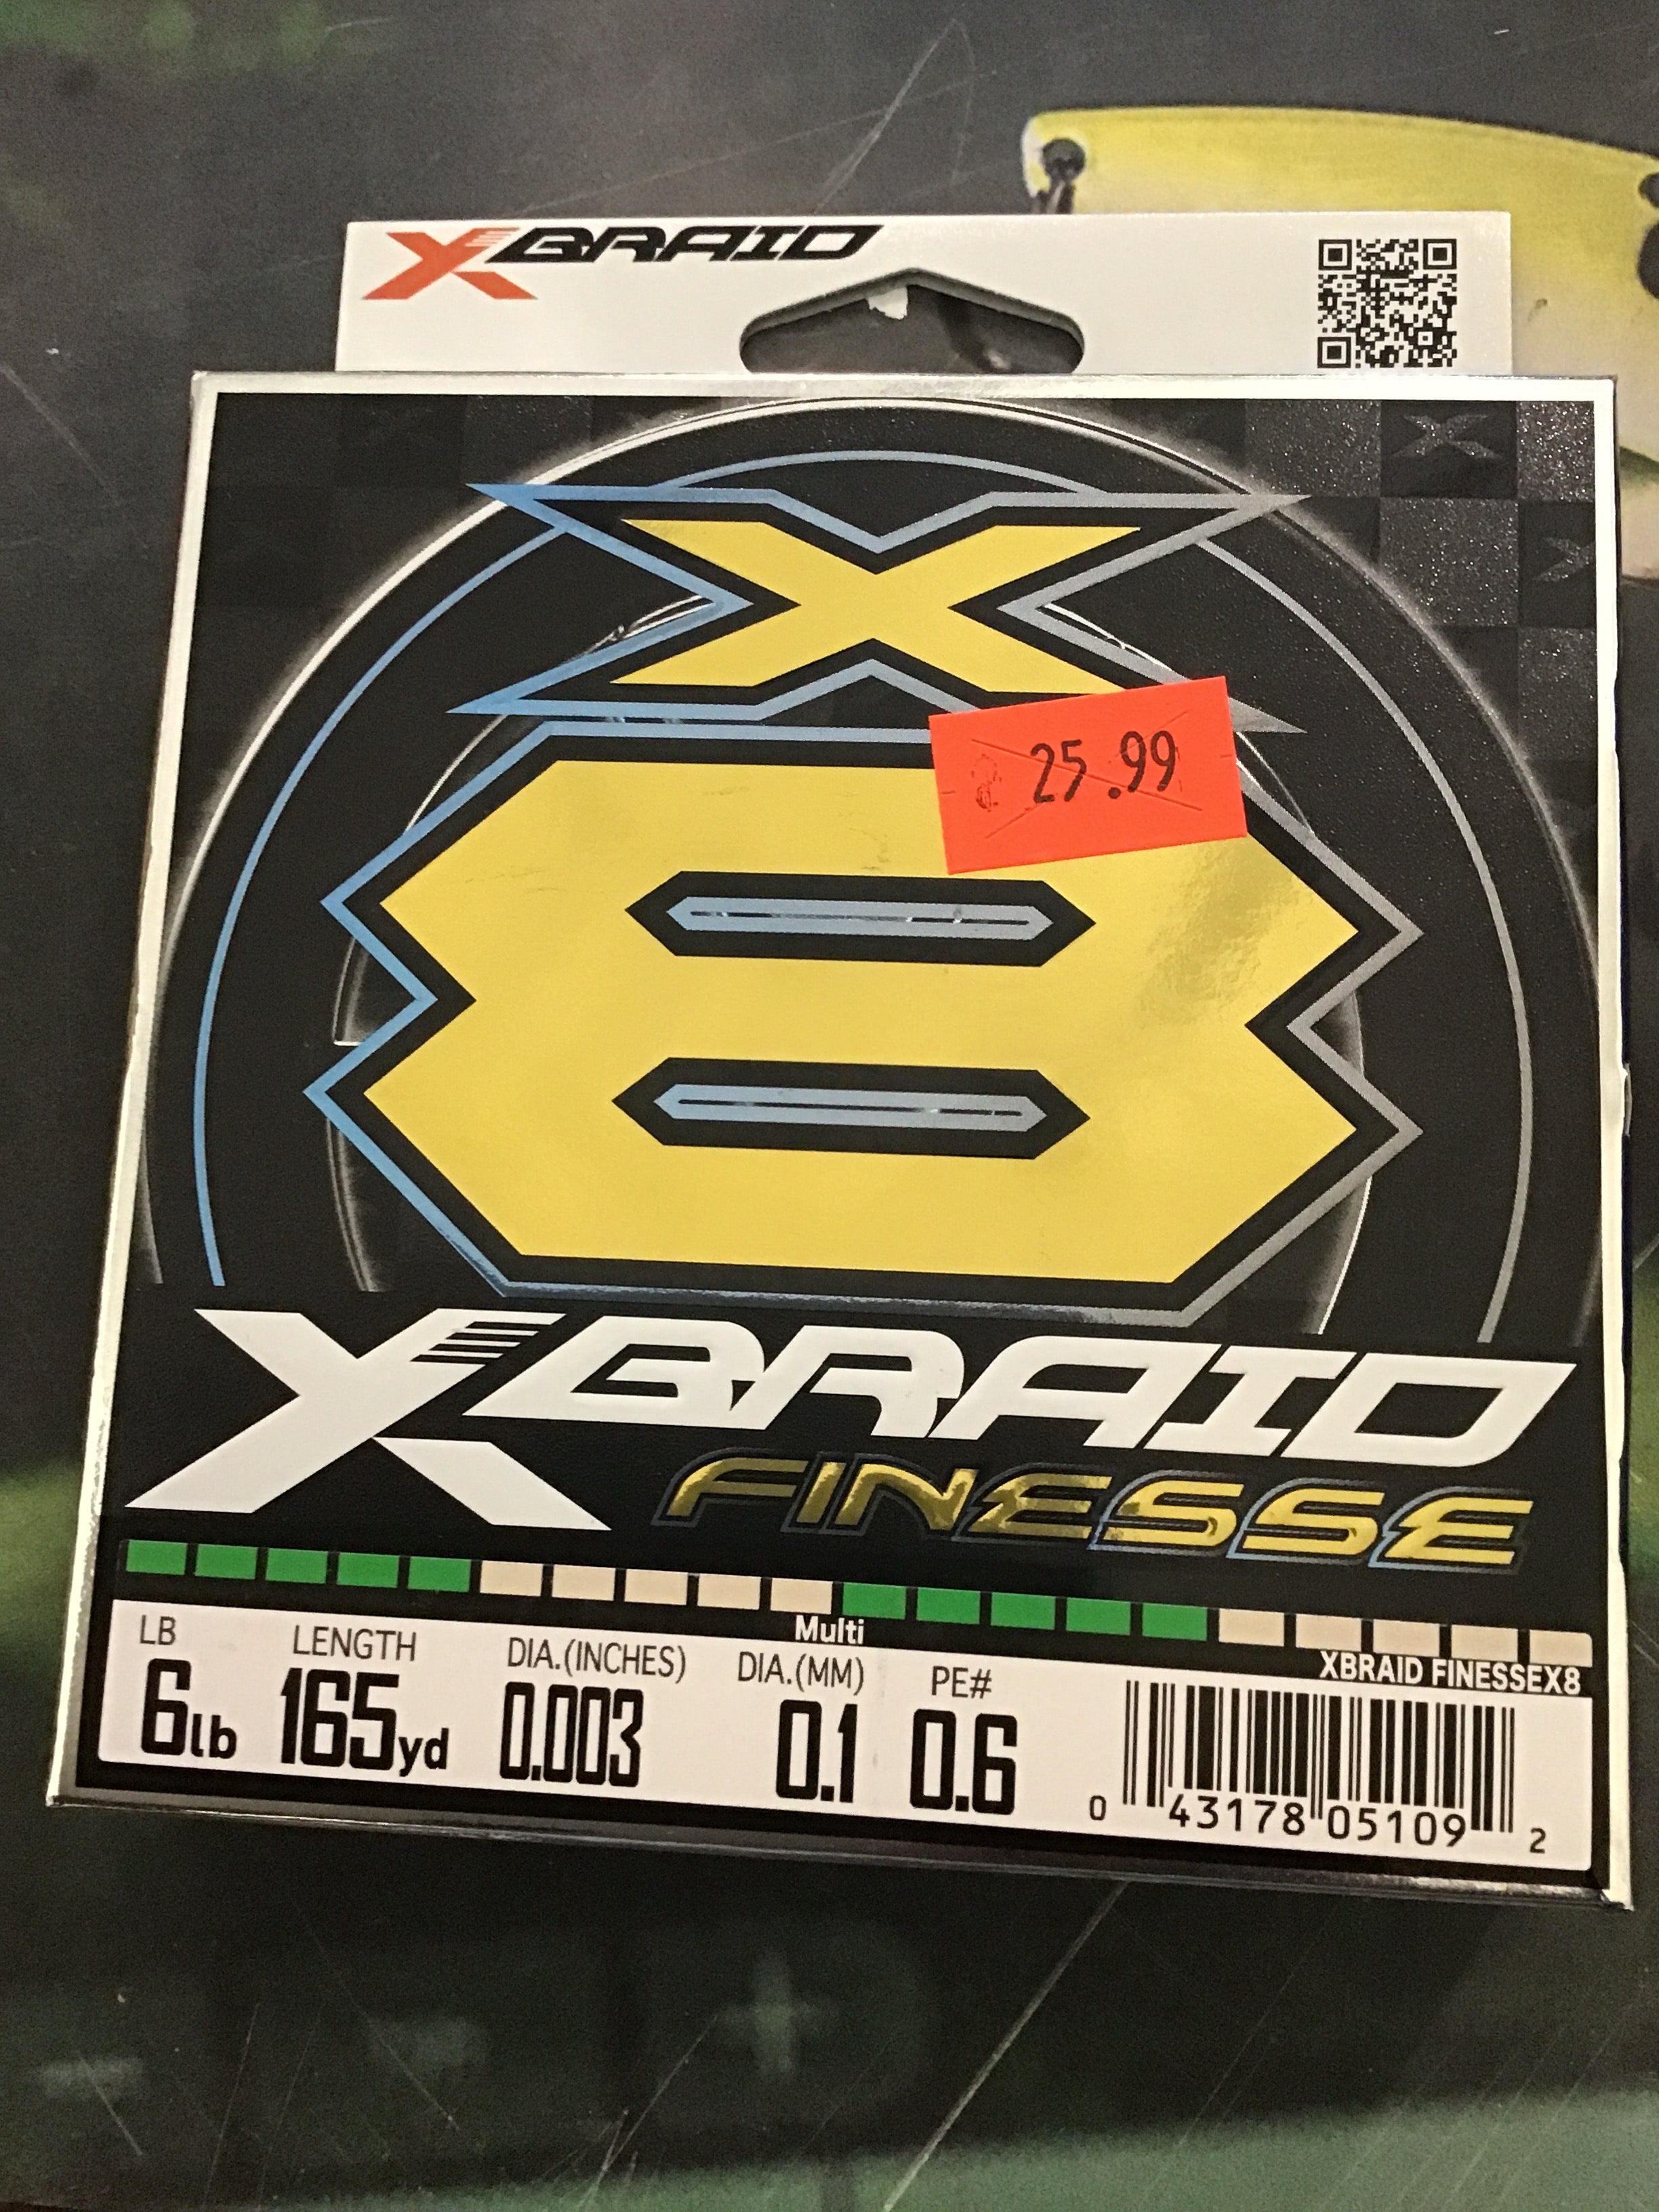 XBRAID
X
25.99
8
XBRAID
FINESSE
Multi
XBRAID FINESSEX8
LB LENGTH DIA.(INCHES) DIA.(MM) PE#
6lb 165yd 0.003 0.1 0.6
0 43178 05109 2